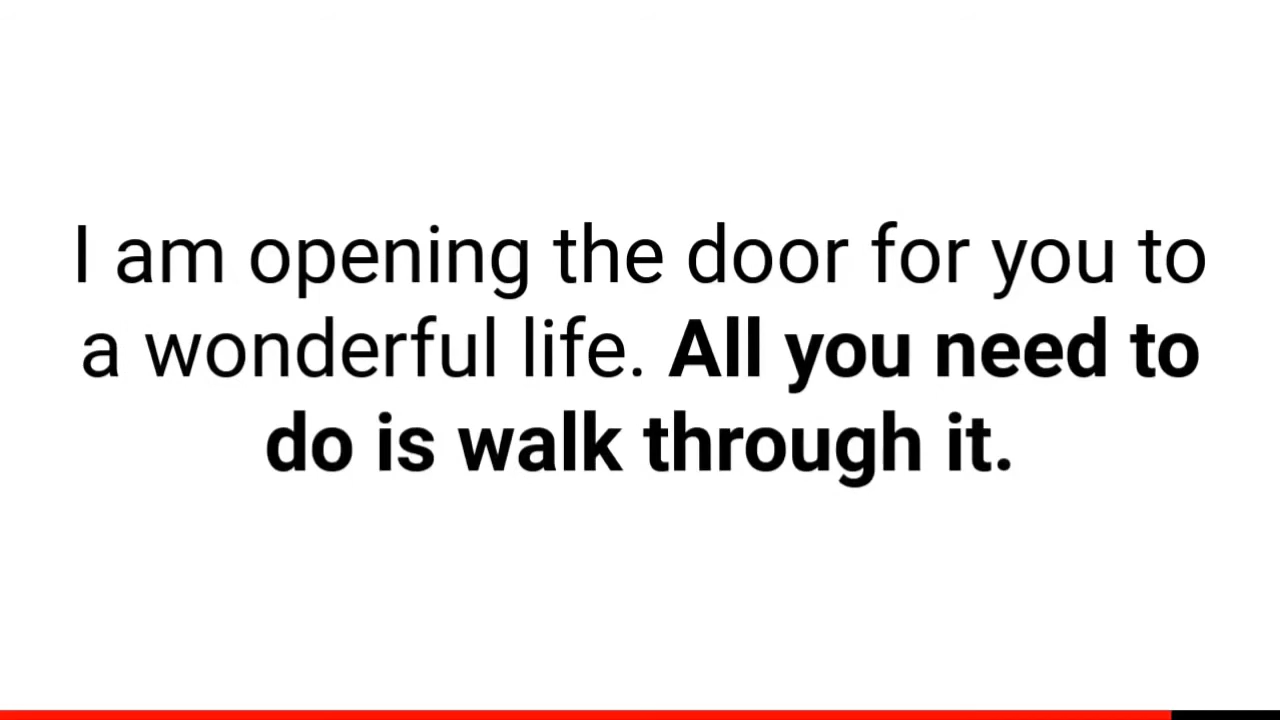 I am opening the door for you to
a wonderful life. All you need to
do is walk through it.